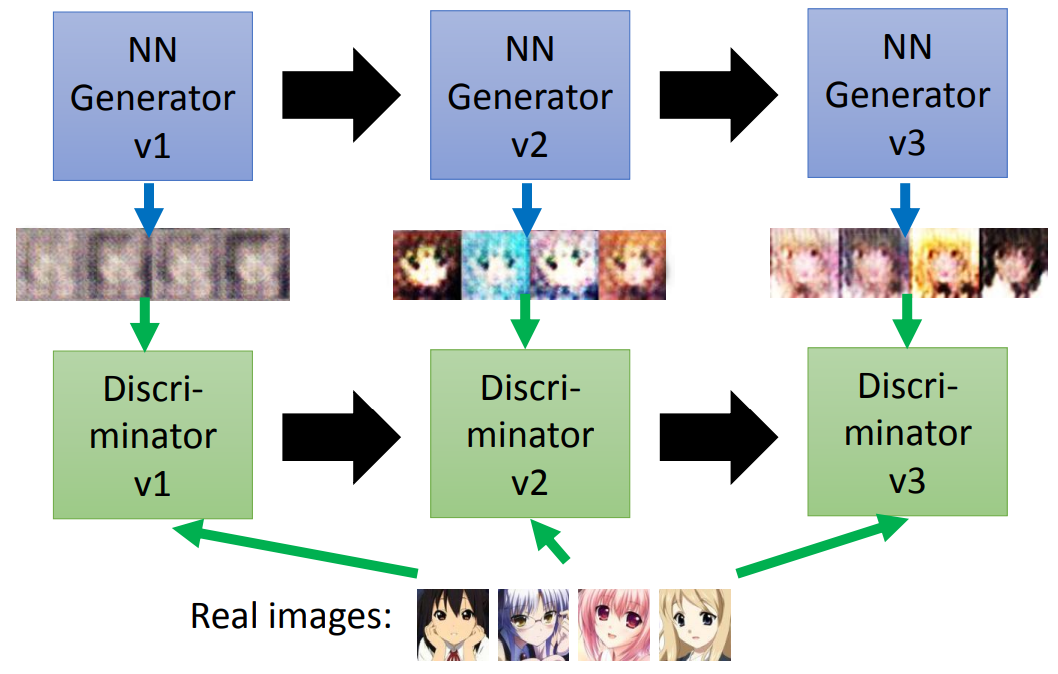 NN
Generator
v1
NN
Generator
v2
NN
Generator
v3
Discri-
minator
v1
Discri-
minator
v2
Discri-
minator
v3
Real images: